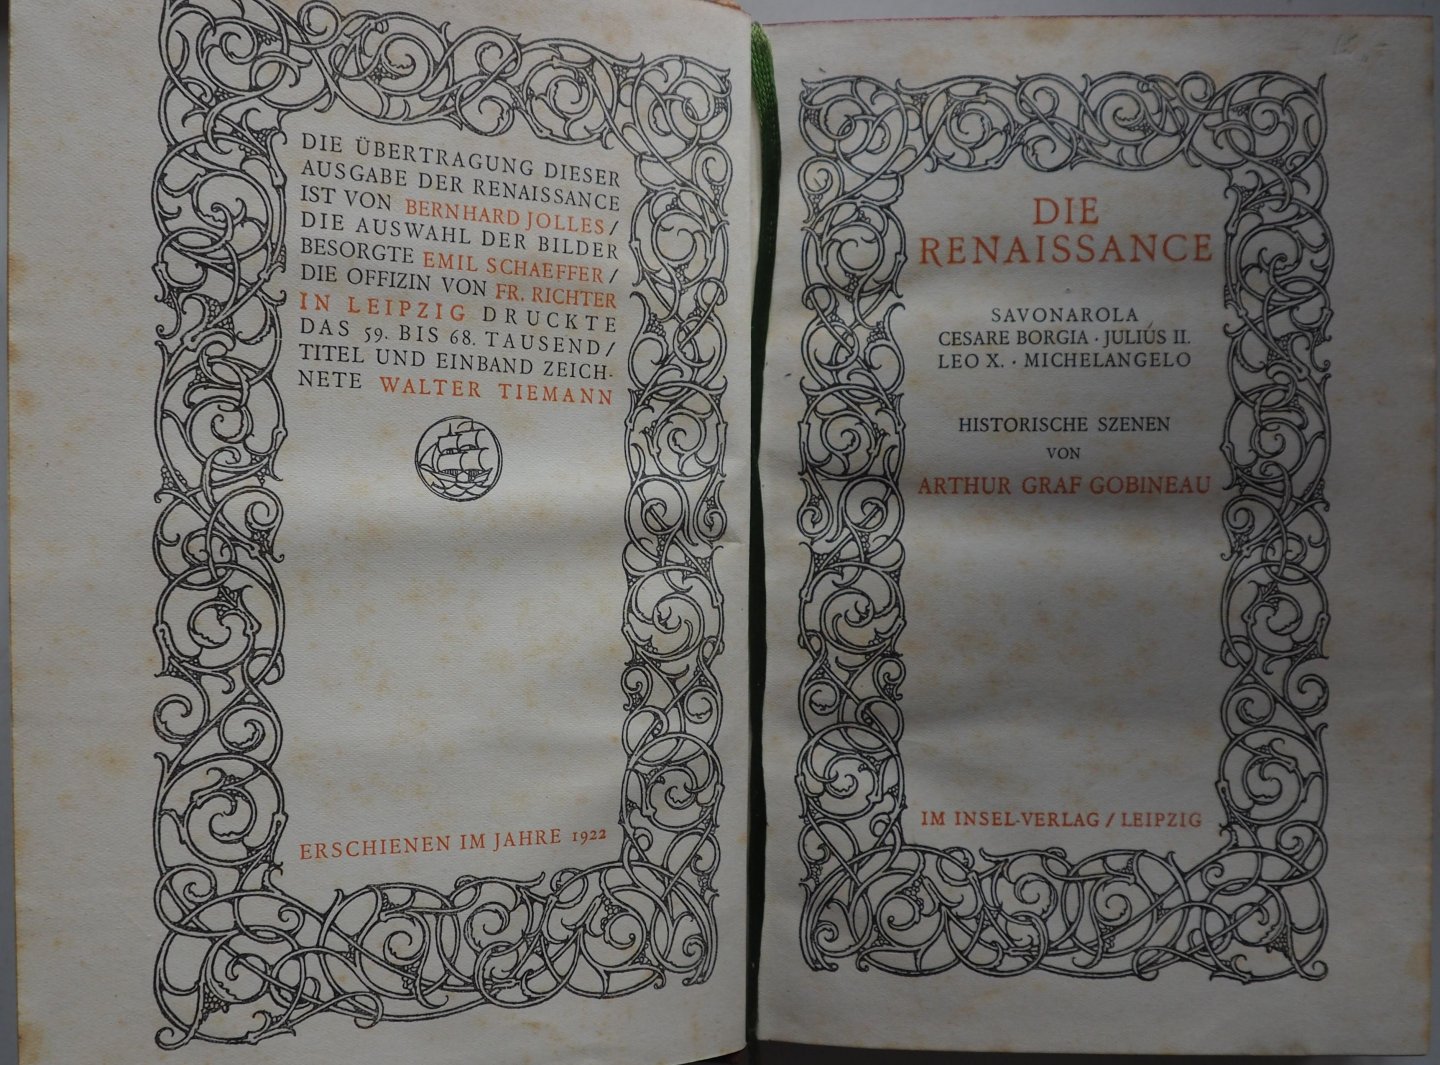 DIE ÜBERTRAGUNG DIESER
AUSGABE DER RENAISSANCE
IST VON BERNHARD JOLLES /
DIE AUSWAHL DER BILDER
BESORGTE EMIL SCHAEFFER /
DIE OFFIZIN VON FR. RICHTER
IN LEIPZIG DRUCKTE
DAS 59. BIS 68. TAUSEND /
TITEL UND EINBAND ZEICH-
NETE WALTER TIEMANN
ERSCHIENEN IM JAHRE 1922
DIE
RENAISSANCE
SAVONAROLA
CESARE BORGIA · JULIUS II.
LEO X. · MICHELANGELO
HISTORISCHE SZENEN
VON
ARTHUR GRAF GOBINEAU
IM INSEL-VERLAG / LEIPZIG